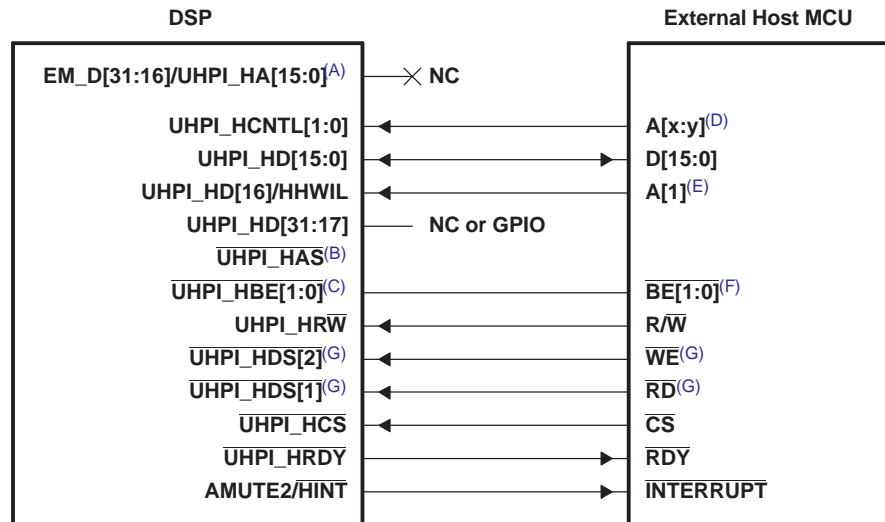 DSP External Host MCU
EM_D[31:16]/UHPI_HA[15:0](A) NC
UHPI_HCNTL[1:0] A[x:y](D)
UHPI_HD[15:0] D[15:0]
UHPI_HD[16]/HHWIL A[1](E)
UHPI_HD[31:17] NC or GPIO
UHPI_HAS(B)
UHPI_HBE[1:0](C) BE[1:0](F)
UHPI_HRW R/W
UHPI_HDS[2](G) WE(G)
UHPI_HDS[1](G) RD(G)
UHPI_HCS CS
UHPI_HRDY RDY
AMUTE2/HINT INTERRUPT